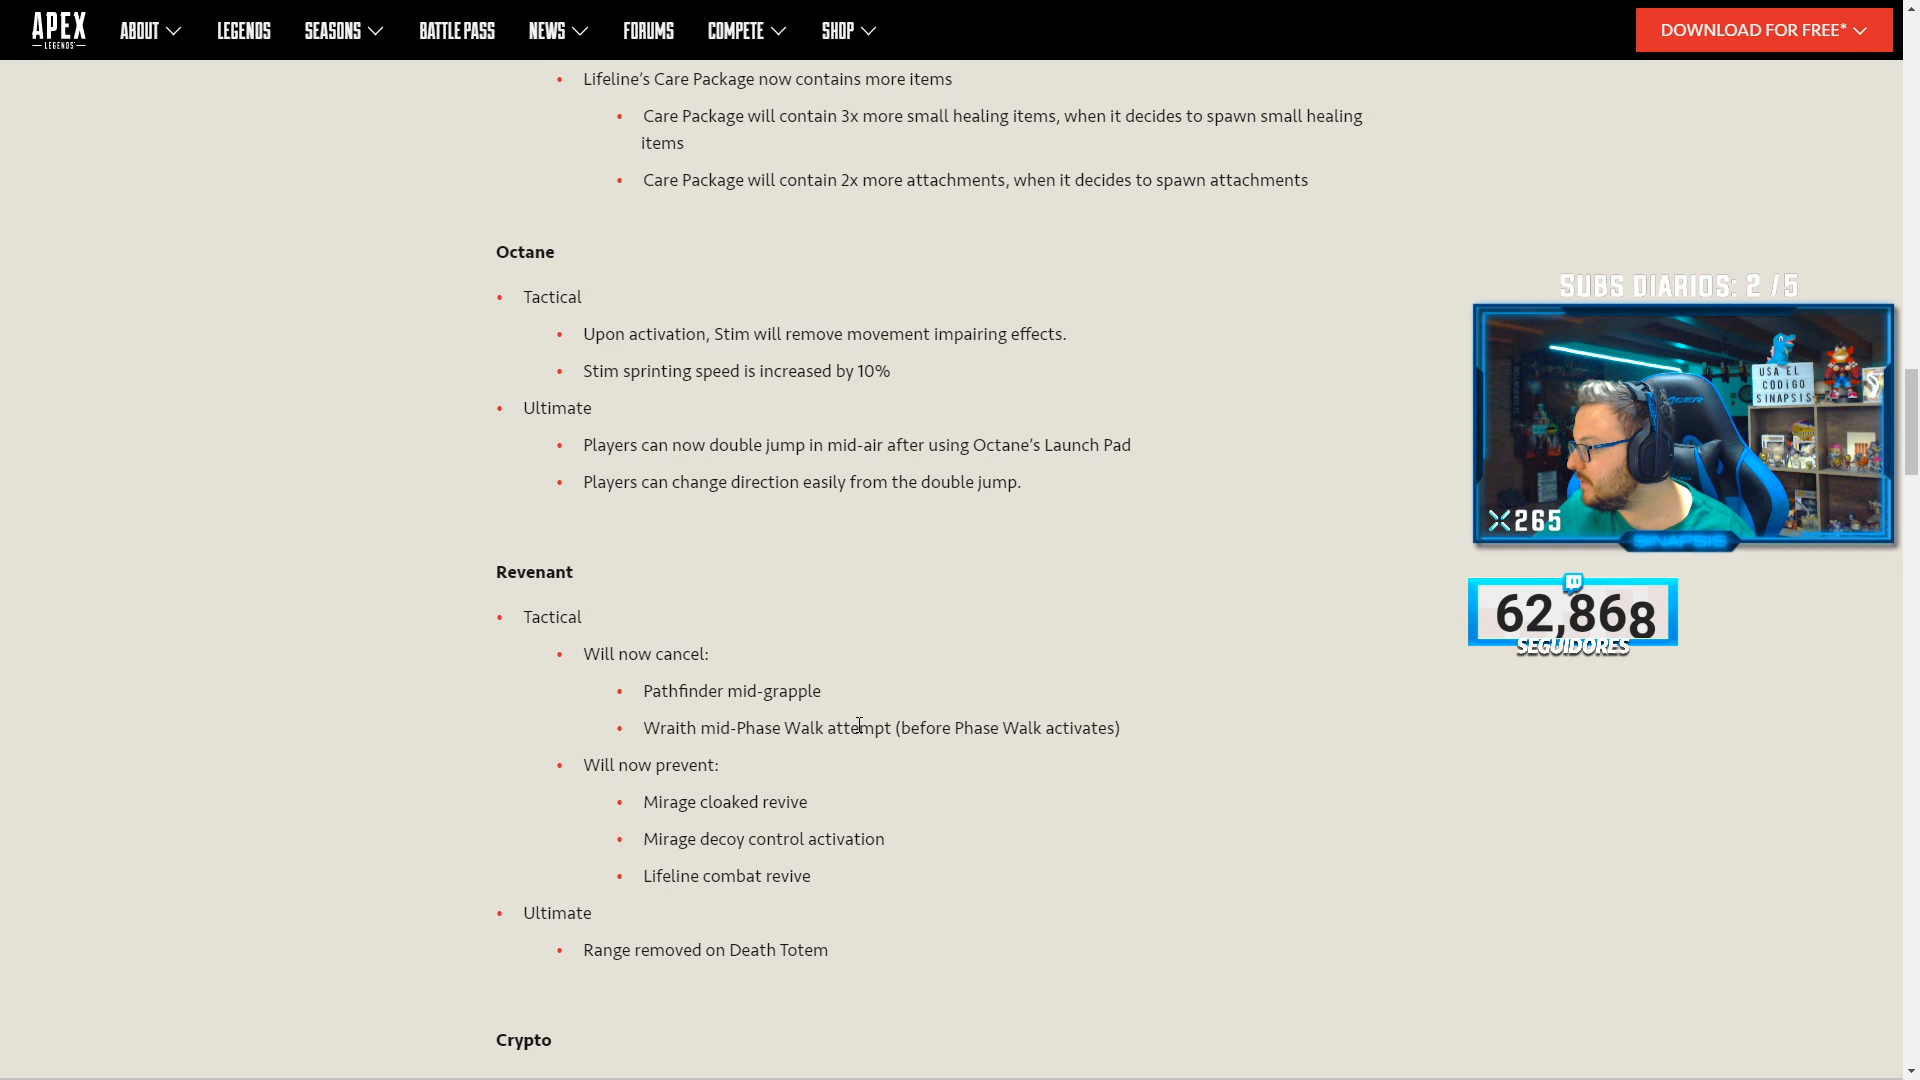 APEX
LEGENDS
ABOUT
LEGENDS
SEASONS
BATTLE PASS
NEWS
FORUMS
COMPETE
SHOP
DOWNLOAD FOR FREE*
Lifeline’s Care Package now contains more items
Care Package will contain 3x more small healing items, when it decides to spawn small healing
items
Care Package will contain 2x more attachments, when it decides to spawn attachments
Octane
Tactical
Upon activation, Stim will remove movement impairing effects.
Stim sprinting speed is increased by 10%
Ultimate
Players can now double jump in mid-air after using Octane’s Launch Pad
Players can change direction easily from the double jump.
Revenant
Tactical
Will now cancel:
Pathfinder mid-grapple
Wraith mid-Phase Walk attempt (before Phase Walk activates)
Will now prevent:
Mirage cloaked revive
Mirage decoy control activation
Lifeline combat revive
Ultimate
Range removed on Death Totem
Crypto
SUBS DIARIOS: 2 /5
USA EL
CODiGO
SINAPSIS
265
SINAPSIS
62,868
SEGUIDORES